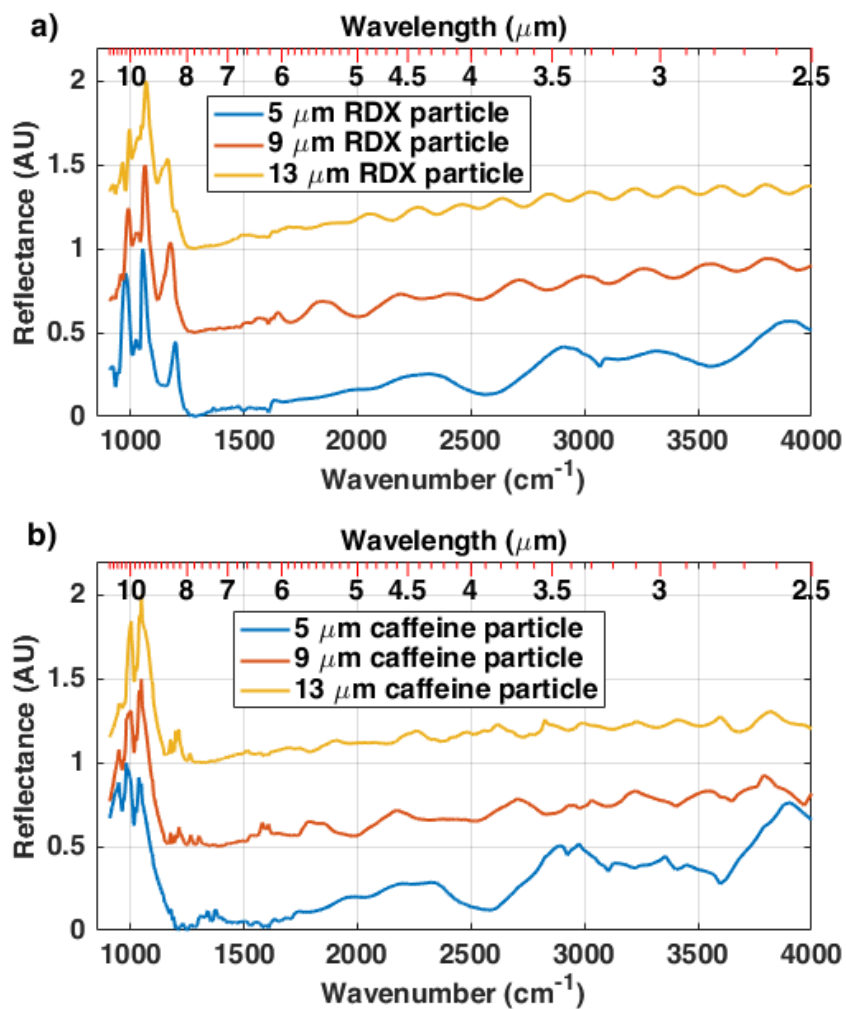 a)
Wavelength (μm)
10 8 7 6 5 4.5 4 3.5 3 2.5
2
1.5
1
0.5
0
Reflectance (AU)
5 μm RDX particle
9 μm RDX particle
13 μm RDX particle
1000 1500 2000 2500 3000 3500 4000
Wavenumber (cm⁻¹)
b)
Wavelength (μm)
10 8 7 6 5 4.5 4 3.5 3 2.5
2
1.5
1
0.5
0
Reflectance (AU)
5 μm caffeine particle
9 μm caffeine particle
13 μm caffeine particle
1000 1500 2000 2500 3000 3500 4000
Wavenumber (cm⁻¹)